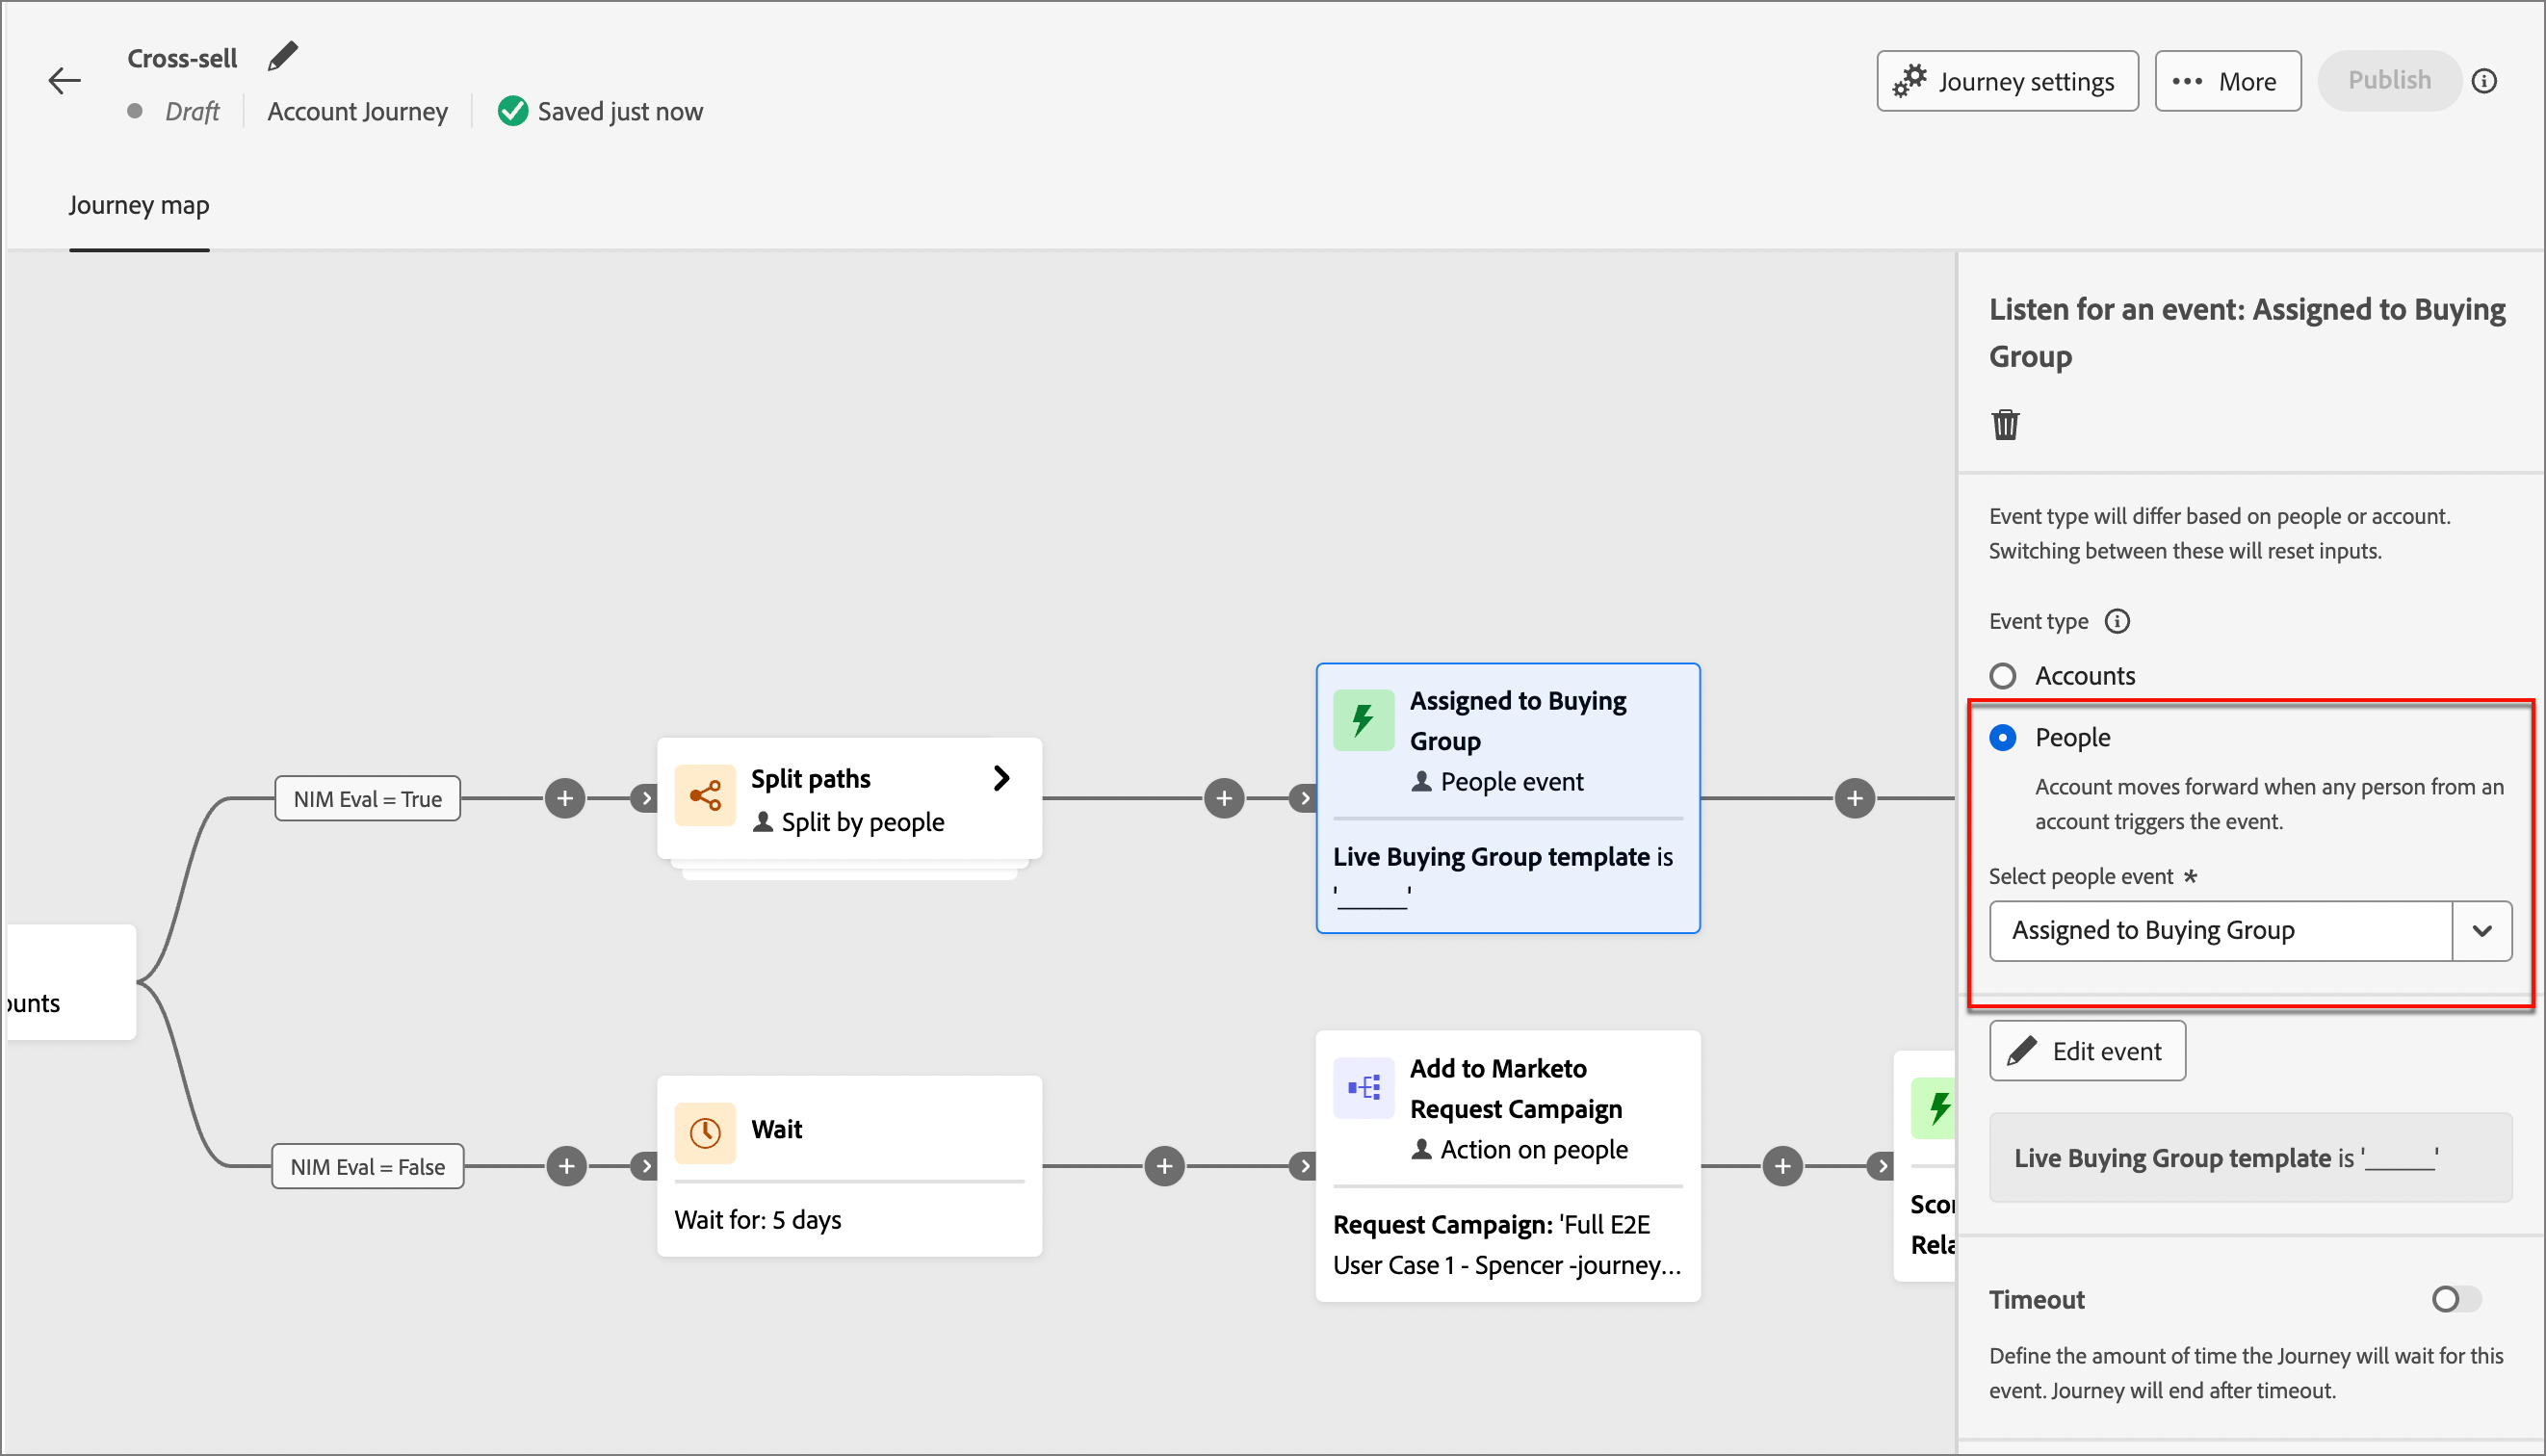 Cross-sell
Draft
Account Journey
Saved just now
Journey settings
More
Publish
Journey map
Listen for an event: Assigned to Buying
Group
Event type will differ based on people or account.
Switching between these will reset inputs.
Event type
Accounts
People
Account moves forward when any person from an
account triggers the event.
Select people event *
Assigned to Buying Group
Edit event
Live Buying Group template is '______'
Timeout
Define the amount of time the Journey will wait for this
event. Journey will end after timeout.
ounts
NIM Eval = True
Split paths
Split by people
Assigned to Buying
Group
People event
Live Buying Group template is
'______'
NIM Eval = False
Wait
Wait for: 5 days
Add to Marketo
Request Campaign
Action on people
Request Campaign: 'Full E2E
User Case 1 - Spencer -journey...